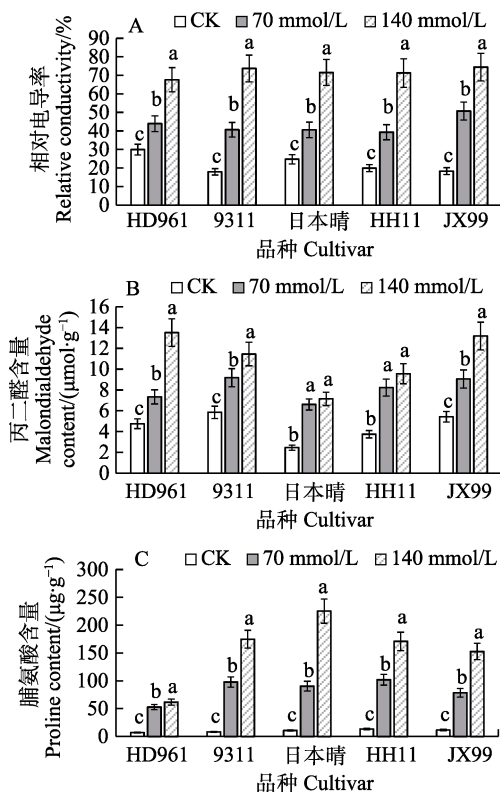 A □ CK ■ 70 mmol/L ▨ 140 mmol/L
相对电导率
Relative conductivity/%
90
80
70
60
50
40
30
20
10
0
c b a
c b a
c b a
c b a
c b a
HD961 9311 日本晴 HH11 JX99
品种 Cultivar
B □ CK ■ 70 mmol/L ▨ 140 mmol/L
丙二醛含量
Malondialdehyde
content/(μmol·g⁻¹)
16
14
12
10
8
6
4
2
0
c b a
c b a
b a a
c a a
c b a
HD961 9311 日本晴 HH11 JX99
品种 Cultivar
C □ CK ■ 70 mmol/L ▨ 140 mmol/L
脯氨酸含量
Proline content/(μg·g⁻¹)
300
250
200
150
100
50
0
c b a
c b a
c b a
c b a
c b a
HD961 9311 日本晴 HH11 JX99
品种 Cultivar